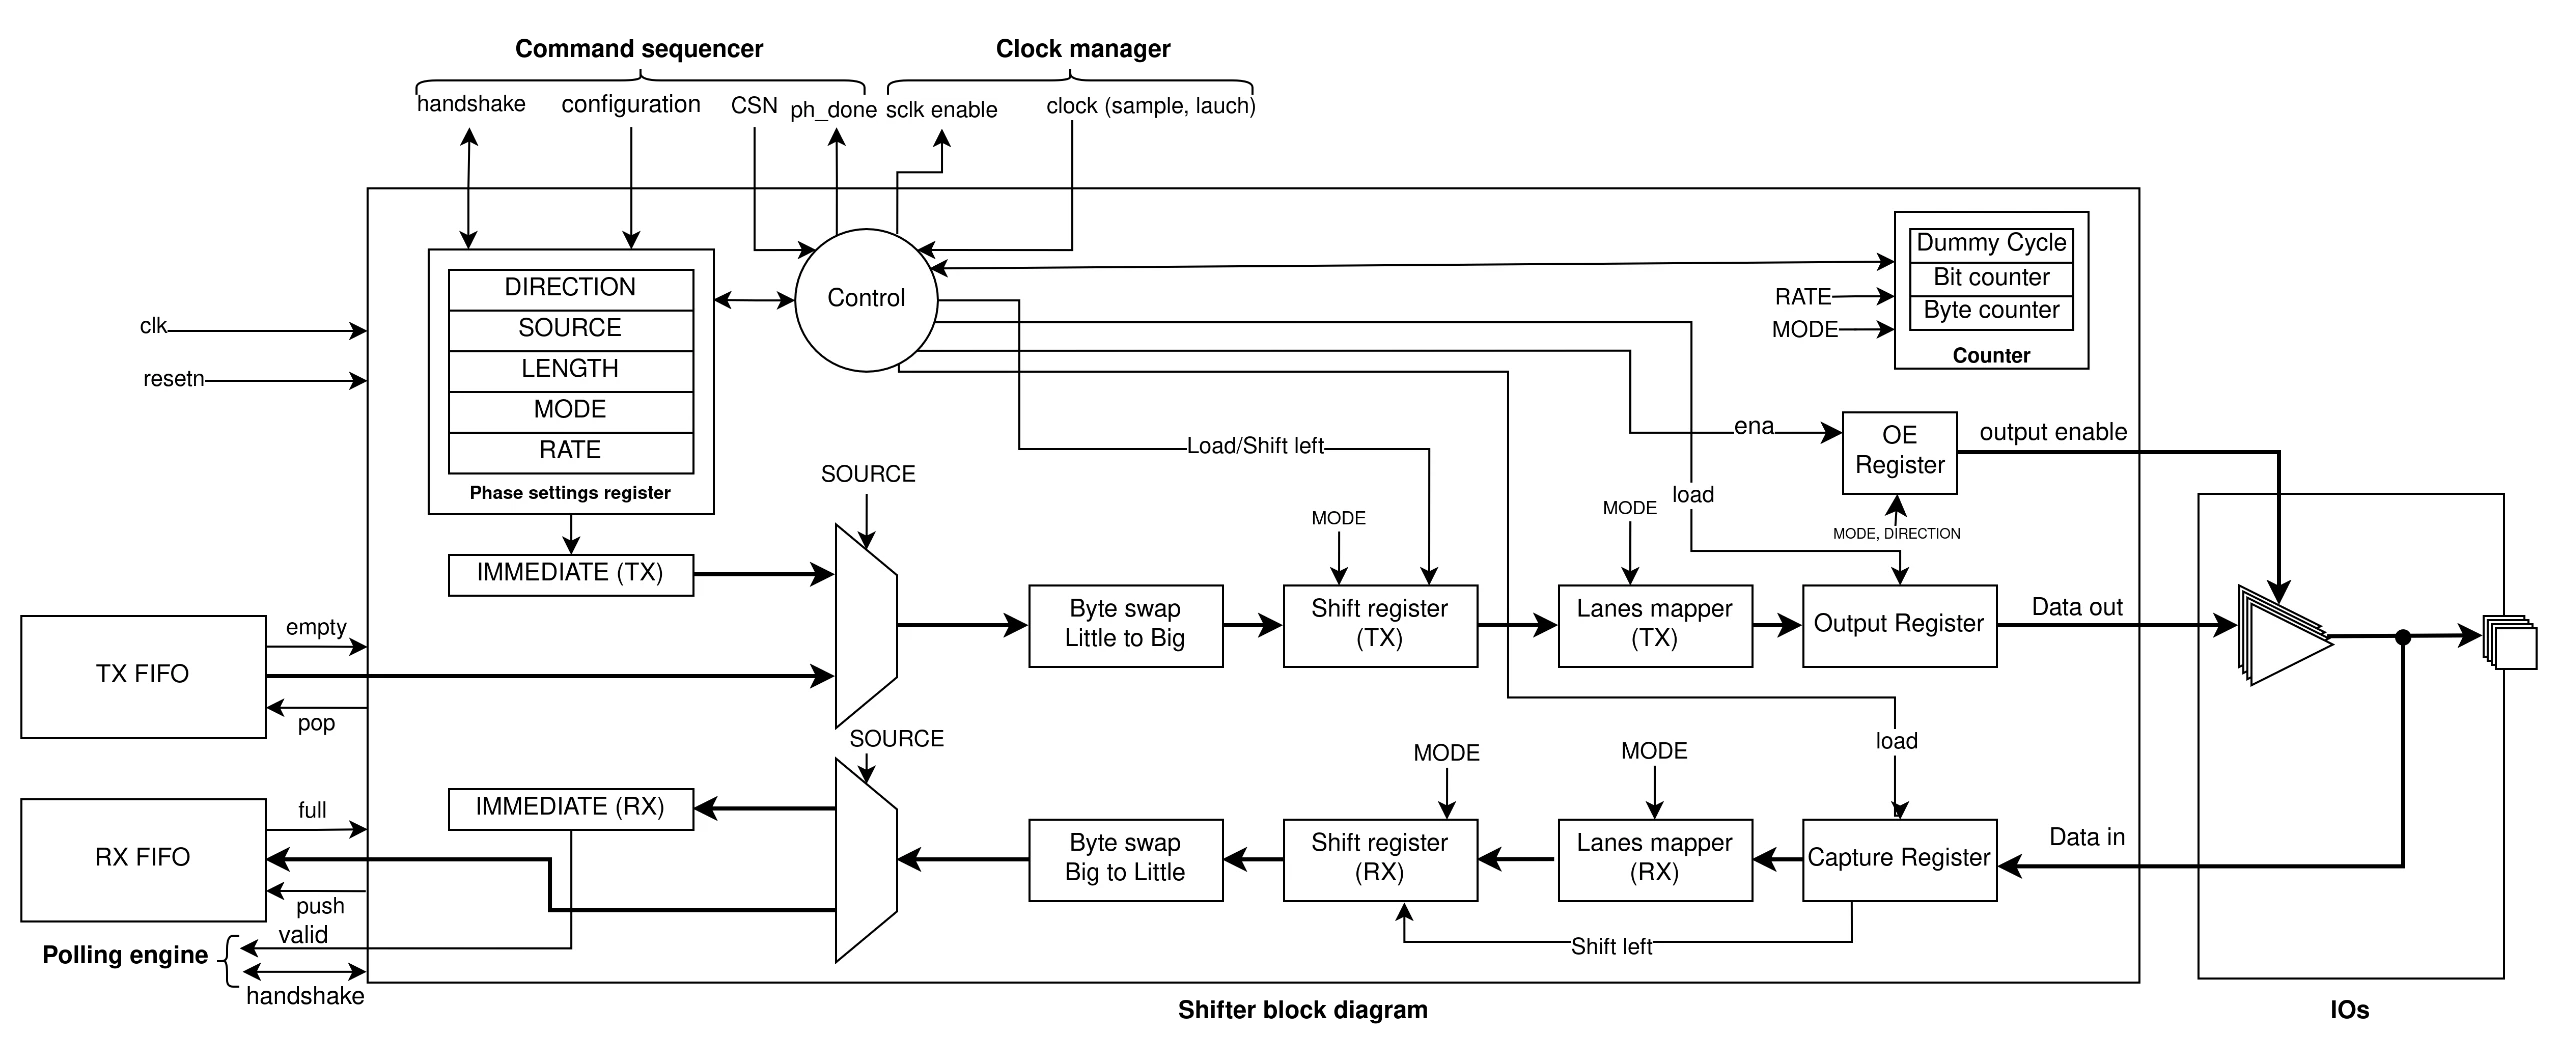 Command sequencer
Clock manager
handshake
configuration
CSN
ph_done
sclk enable
clock (sample, lauch)
clk
resetn
DIRECTION
SOURCE
LENGTH
MODE
RATE
Phase settings register
Control
Dummy Cycle
Bit counter
Byte counter
Counter
RATE
MODE
Load/Shift left
ena
OE
Register
output enable
load
MODE, DIRECTION
SOURCE
MODE
MODE
IMMEDIATE (TX)
Byte swap
Little to Big
Shift register
(TX)
Lanes mapper
(TX)
Output Register
Data out
TX FIFO
empty
pop
SOURCE
MODE
MODE
load
RX FIFO
full
push
IMMEDIATE (RX)
Byte swap
Big to Little
Shift register
(RX)
Lanes mapper
(RX)
Capture Register
Data in
Shift left
Polling engine
valid
handshake
Shifter block diagram
IOs